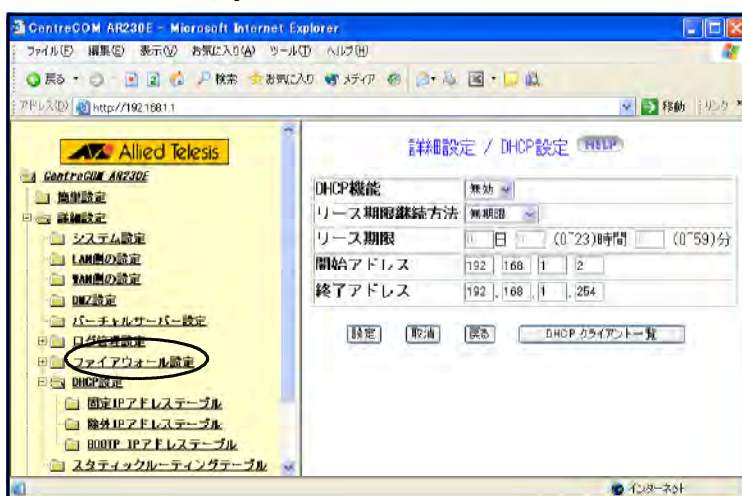 CentreCOM AR230E - Microsoft Internet Explorer
ファイル(F) 編集(E) 表示(V) お気に入り(A) ツール(T) ヘルプ(H)
戻る 検索 お気に入り メディア
アドレス(D) http://192.168.1.1 移動 リンク
Allied Telesis
CentreCOM AR230E
簡単設定
詳細設定
システム設定
LAN側の設定
WAN側の設定
DMZ設定
バーチャルサーバー設定
ログ管理設定
ファイアウォール設定
DHCP設定
固定IPアドレステーブル
除外IPアドレステーブル
BOOTP IPアドレステーブル
スタティックルーティングテーブル
詳細設定 / DHCP設定 HELP
DHCP機能 無効
リース期限継続方法 無期限
リース期限 日 (0~23)時間 (0~59)分
開始アドレス 192 . 168 . 1 . 2
終了アドレス 192 . 168 . 1 . 254
設定 取消 戻る DHCP クライアント一覧
インターネット